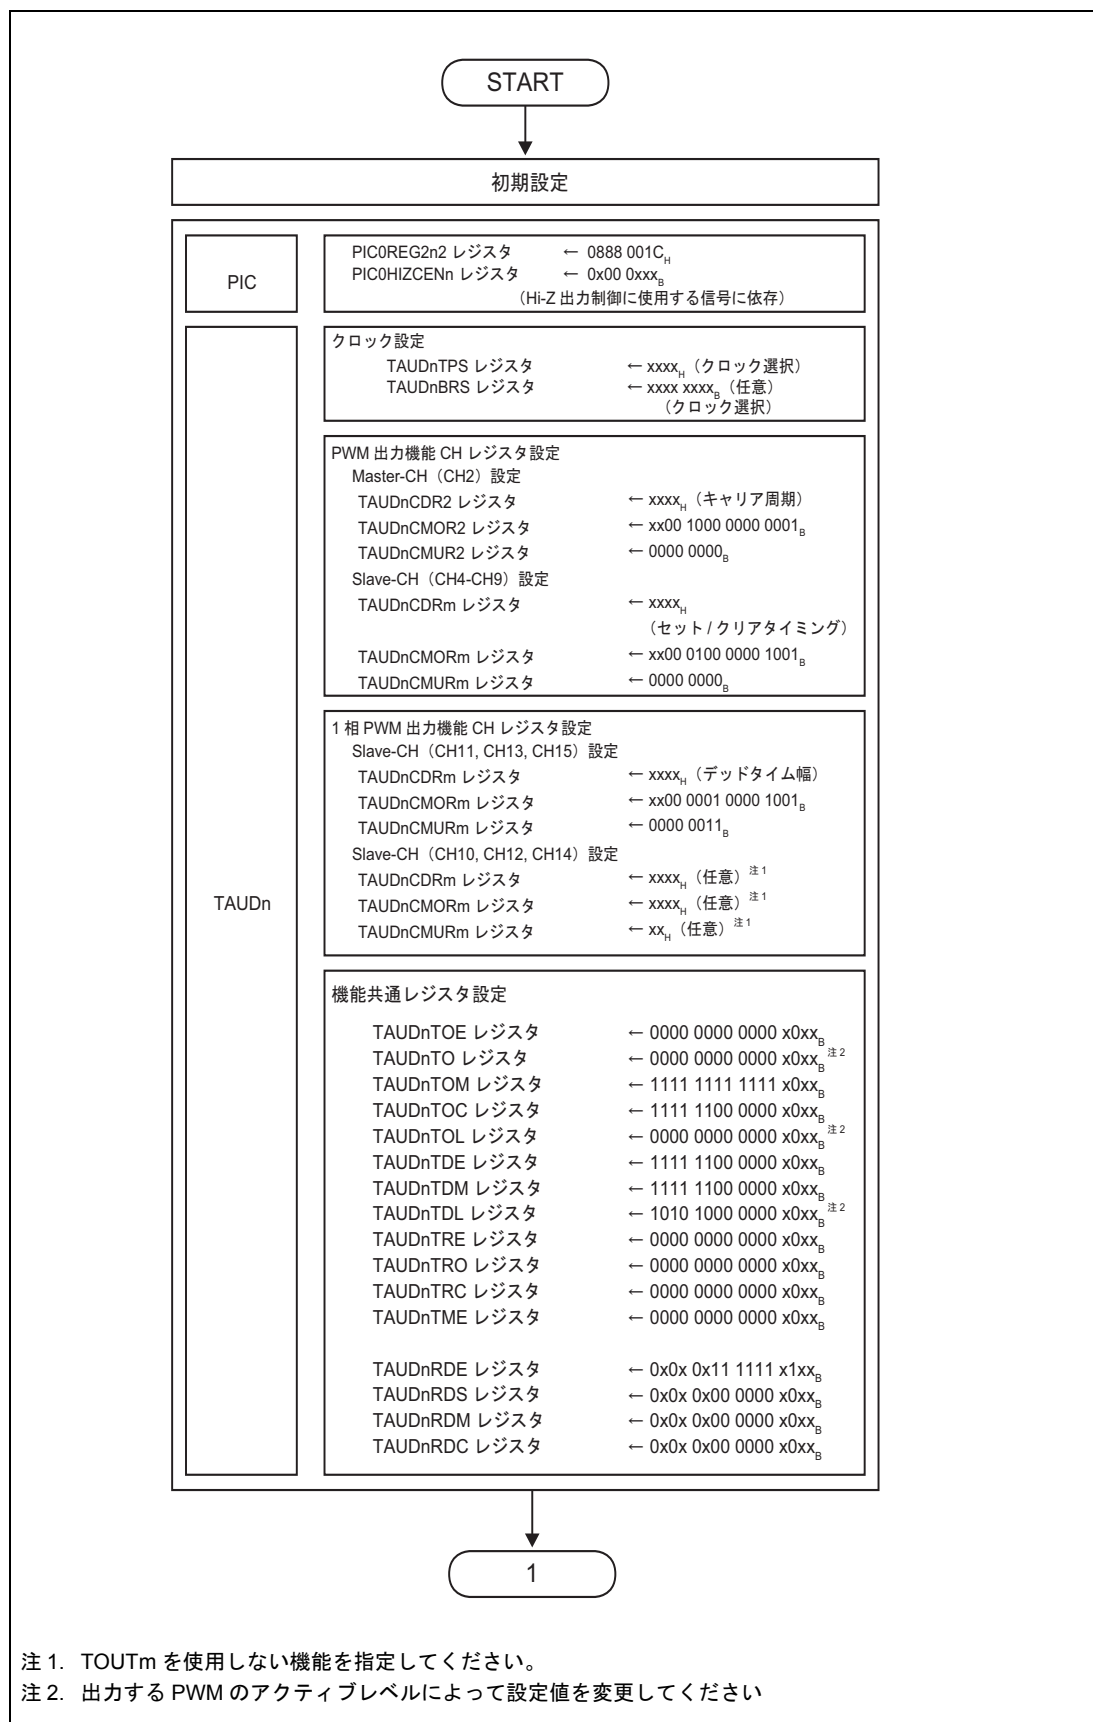 START
初期設定
PIC
PIC0REG2n2 レジスタ ← 0888 001CH
PIC0HIZCENn レジスタ ← 0x00 0xxxB
（Hi-Z 出力制御に使用する信号に依存）
TAUDn
クロック設定
TAUDnTPS レジスタ ← xxxxH（クロック選択）
TAUDnBRS レジスタ ← xxxx xxxxB（任意）
（クロック選択）
PWM 出力機能 CH レジスタ設定
Master-CH（CH2）設定
TAUDnCDR2 レジスタ ← xxxxH（キャリア周期）
TAUDnCMOR2 レジスタ ← xx00 1000 0000 0001B
TAUDnCMUR2 レジスタ ← 0000 0000B
Slave-CH（CH4-CH9）設定
TAUDnCDRm レジスタ ← xxxxH
（セット / クリアタイミング）
TAUDnCMORm レジスタ ← xx00 0100 0000 1001B
TAUDnCMURm レジスタ ← 0000 0000B
1 相 PWM 出力機能 CH レジスタ設定
Slave-CH（CH11, CH13, CH15）設定
TAUDnCDRm レジスタ ← xxxxH（デッドタイム幅）
TAUDnCMORm レジスタ ← xx00 0001 0000 1001B
TAUDnCMURm レジスタ ← 0000 0011B
Slave-CH（CH10, CH12, CH14）設定
TAUDnCDRm レジスタ ← xxxxH（任意）注 1
TAUDnCMORm レジスタ ← xxxxH（任意）注 1
TAUDnCMURm レジスタ ← xxH（任意）注 1
機能共通レジスタ設定
TAUDnTOE レジスタ ← 0000 0000 0000 x0xxB
TAUDnTO レジスタ ← 0000 0000 0000 x0xxB 注 2
TAUDnTOM レジスタ ← 1111 1111 1111 x0xxB
TAUDnTOC レジスタ ← 1111 1100 0000 x0xxB
TAUDnTOL レジスタ ← 0000 0000 0000 x0xxB 注 2
TAUDnTDE レジスタ ← 1111 1100 0000 x0xxB
TAUDnTDM レジスタ ← 1111 1100 0000 x0xxB
TAUDnTDL レジスタ ← 1010 1000 0000 x0xxB 注 2
TAUDnTRE レジスタ ← 0000 0000 0000 x0xxB
TAUDnTRO レジスタ ← 0000 0000 0000 x0xxB
TAUDnTRC レジスタ ← 0000 0000 0000 x0xxB
TAUDnTME レジスタ ← 0000 0000 0000 x0xxB
TAUDnRDE レジスタ ← 0x0x 0x11 1111 x1xxB
TAUDnRDS レジスタ ← 0x0x 0x00 0000 x0xxB
TAUDnRDM レジスタ ← 0x0x 0x00 0000 x0xxB
TAUDnRDC レジスタ ← 0x0x 0x00 0000 x0xxB
1
注 1. TOUTm を使用しない機能を指定してください。
注 2. 出力する PWM のアクティブレベルによって設定値を変更してください